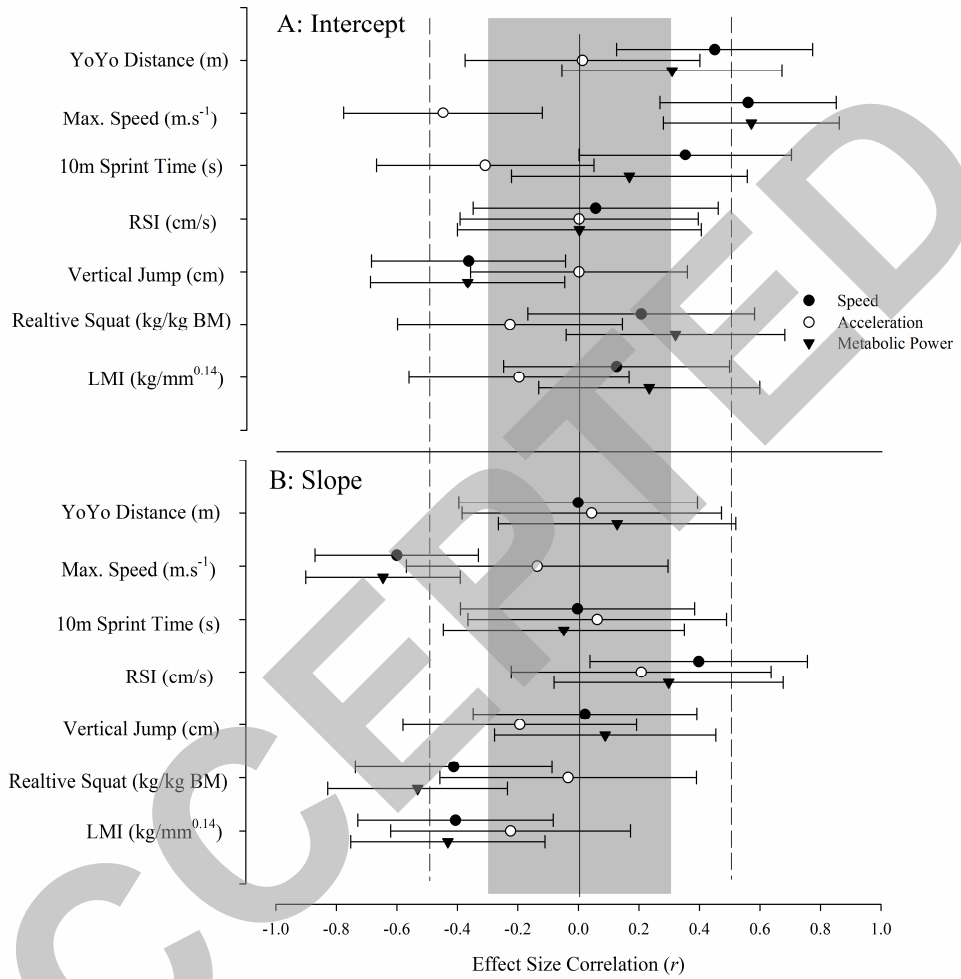 A: Intercept
YoYo Distance (m)
Max. Speed (m.s⁻¹)
10m Sprint Time (s)
RSI (cm/s)
Vertical Jump (cm)
Realtive Squat (kg/kg BM)
LMI (kg/mm⁰·¹⁴)
Speed
Acceleration
Metabolic Power
B: Slope
YoYo Distance (m)
Max. Speed (m.s⁻¹)
10m Sprint Time (s)
RSI (cm/s)
Vertical Jump (cm)
Realtive Squat (kg/kg BM)
LMI (kg/mm⁰·¹⁴)
-1.0 -0.8 -0.6 -0.4 -0.2 0.0 0.2 0.4 0.6 0.8 1.0
Effect Size Correlation (r)
CCEPTED